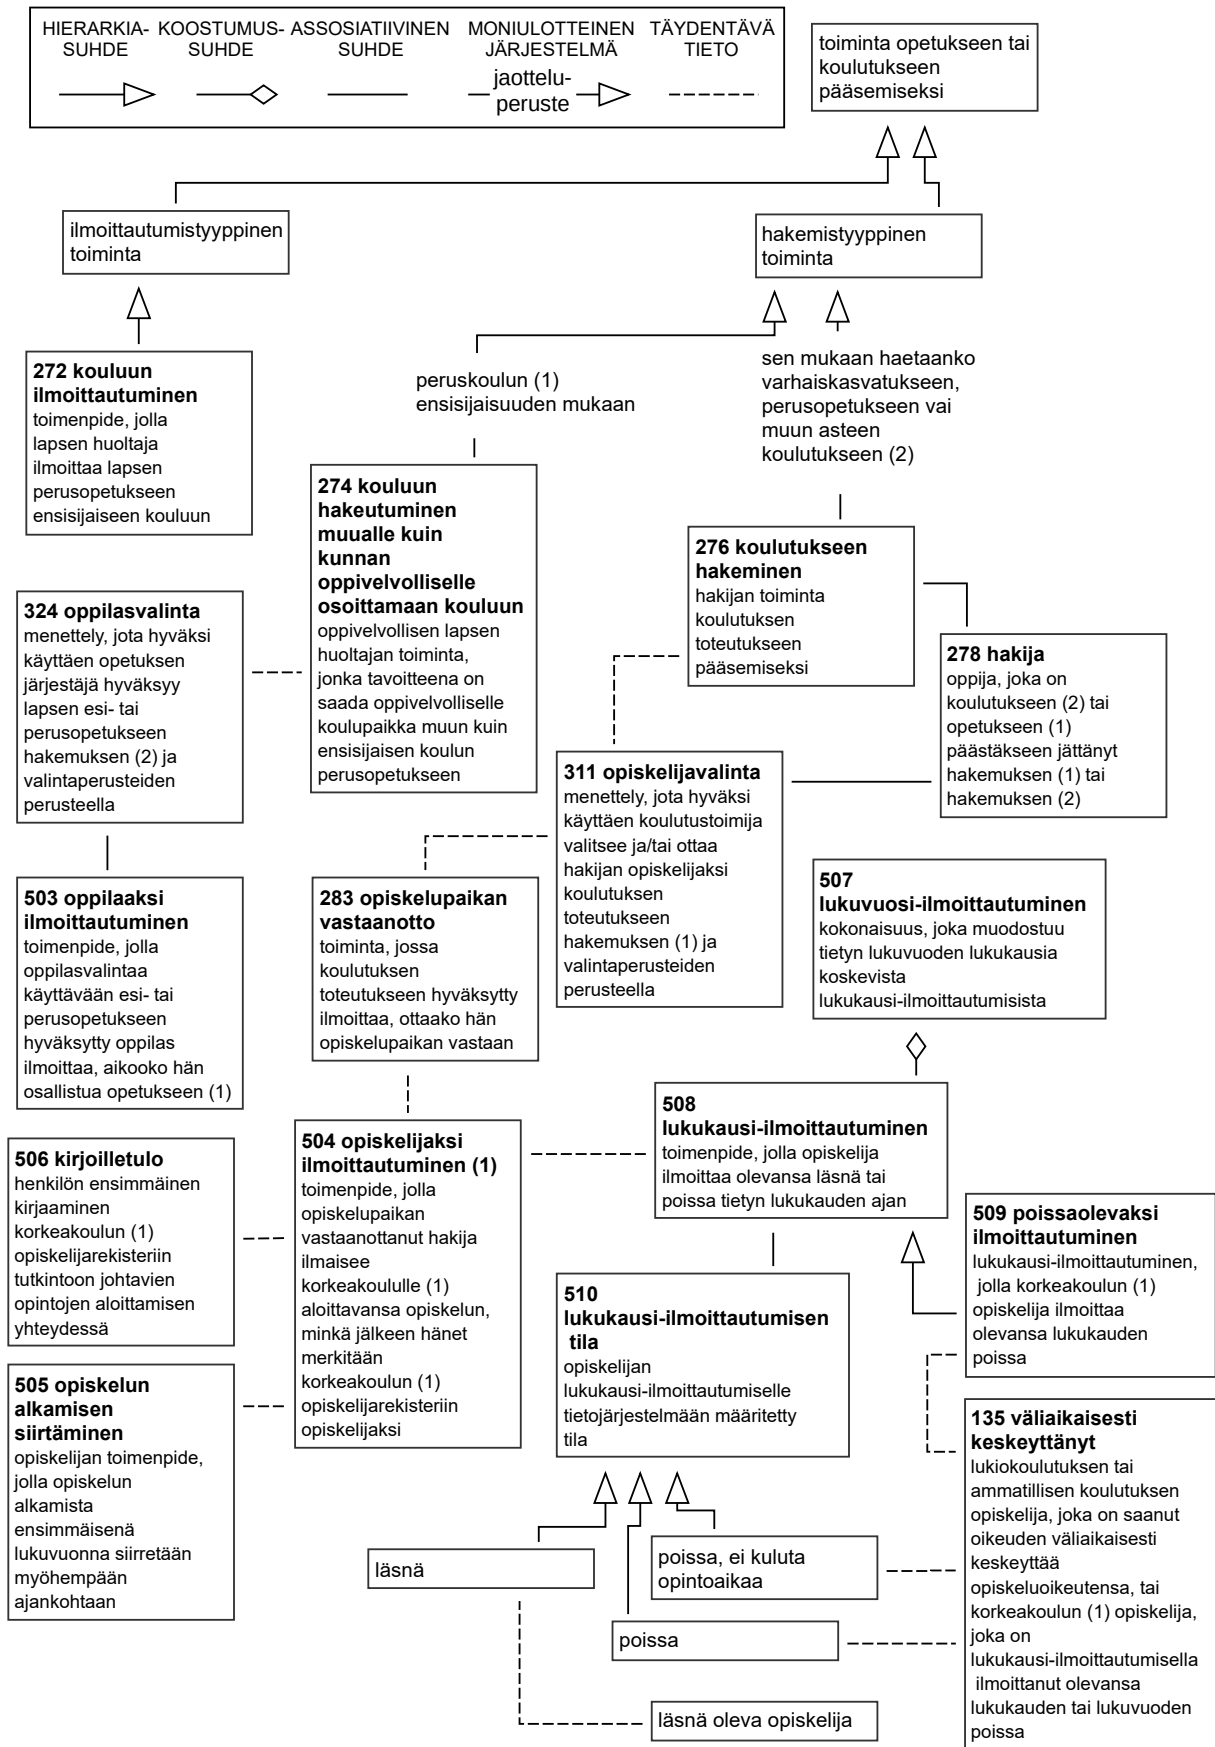 HIERARKIA-
SUHDE
KOOSTUMUS-
SUHDE
ASSOSIATIIVINEN
SUHDE
MONIULOTTEINEN
JÄRJESTELMÄ
TÄYDENTÄVÄ
TIETO
jaottelu-
peruste
toiminta opetukseen tai
koulutukseen
pääsemiseksi
ilmoittautumistyyppinen
toiminta
hakemistyyppinen
toiminta
272 kouluun
ilmoittautuminen
toimenpide, jolla
lapsen huoltaja
ilmoittaa lapsen
perusopetukseen
ensisijaiseen kouluun
peruskoulun (1)
ensisijaisuuden mukaan
sen mukaan haetaanko
varhaiskasvatukseen,
perusopetukseen vai
muun asteen
koulutukseen (2)
274 kouluun
hakeutuminen
muualle kuin
kunnan
oppivelvolliselle
osoittamaan kouluun
oppivelvollisen lapsen
huoltajan toiminta,
jonka tavoitteena on
saada oppivelvolliselle
koulupaikka muun kuin
ensisijaisen koulun
perusopetukseen
276 koulutukseen
hakeminen
hakijan toiminta
koulutuksen
toteutukseen
pääsemiseksi
324 oppilasvalinta
menettely, jota hyväksi
käyttäen opetuksen
järjestäjä hyväksyy
lapsen esi- tai
perusopetukseen
hakemuksen (2) ja
valintaperusteiden
perusteella
278 hakija
oppija, joka on
koulutukseen (2) tai
opetukseen (1)
päästäkseen jättänyt
hakemuksen (1) tai
hakemuksen (2)
311 opiskelijavalinta
menettely, jota hyväksi
käyttäen koulutustoimija
valitsee ja/tai ottaa
hakijan opiskelijaksi
koulutuksen
toteutukseen
hakemuksen (1) ja
valintaperusteiden
perusteella
503 oppilaaksi
ilmoittautuminen
toimenpide, jolla
oppilasvalintaa
käyttävään esi- tai
perusopetukseen
hyväksytty oppilas
ilmoittaa, aikooko hän
osallistua opetukseen (1)
283 opiskelupaikan
vastaanotto
toiminta, jossa
koulutuksen
toteutukseen hyväksytty
ilmoittaa, ottaako hän
opiskelupaikan vastaan
507
lukuvuosi-ilmoittautuminen
kokonaisuus, joka muodostuu
tietyn lukuvuoden lukukausia
koskevista
lukukausi-ilmoittautumisista
508
lukukausi-ilmoittautuminen
toimenpide, jolla opiskelija
ilmoittaa olevansa läsnä tai
poissa tietyn lukukauden ajan
506 kirjoilletulo
henkilön ensimmäinen
kirjaaminen
korkeakoulun (1)
opiskelijarekisteriin
tutkintoon johtavien
opintojen aloittamisen
yhteydessä
504 opiskelijaksi
ilmoittautuminen (1)
toimenpide, jolla
opiskelupaikan
vastaanottanut hakija
ilmaisee
korkeakoululle (1)
aloittavansa opiskelun,
minkä jälkeen hänet
merkitään
korkeakoulun (1)
opiskelijarekisteriin
opiskelijaksi
509 poissaolevaksi
ilmoittautuminen
lukukausi-ilmoittautuminen,
jolla korkeakoulun (1)
opiskelija ilmoittaa
olevansa lukukauden
poissa
510
lukukausi-ilmoittautumisen
tila
opiskelijan
lukukausi-ilmoittautumiselle
tietojärjestelmään määritetty
tila
505 opiskelun
alkamisen
siirtäminen
opiskelijan toimenpide,
jolla opiskelun
alkamista
ensimmäisenä
lukuvuonna siirretään
myöhempään
ajankohtaan
135 väliaikaisesti
keskeyttänyt
lukiokoulutuksen tai
ammatillisen koulutuksen
opiskelija, joka on saanut
oikeuden väliaikaisesti
keskeyttää
opiskeluoikeutensa, tai
korkeakoulun (1) opiskelija,
joka on
lukukausi-ilmoittautumisella
ilmoittanut olevansa
lukukauden tai lukuvuoden
poissa
läsnä
poissa, ei kuluta
opintoaikaa
poissa
läsnä oleva opiskelija